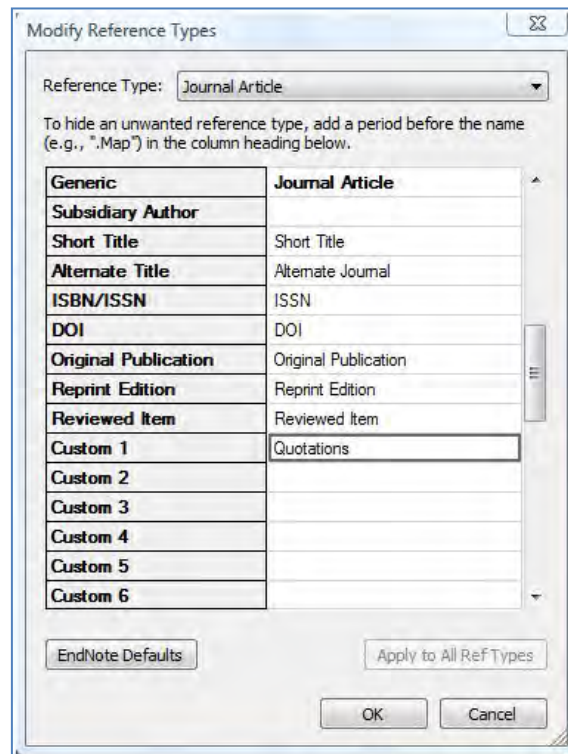 Modify Reference Types
Reference Type: Journal Article
To hide an unwanted reference type, add a period before the name
(e.g., ".Map") in the column heading below.
Generic Journal Article
Subsidiary Author
Short Title Short Title
Alternate Title Alternate Journal
ISBN/ISSN ISSN
DOI DOI
Original Publication Original Publication
Reprint Edition Reprint Edition
Reviewed Item Reviewed Item
Custom 1 Quotations
Custom 2
Custom 3
Custom 4
Custom 5
Custom 6
EndNote Defaults Apply to All Ref Types
OK Cancel